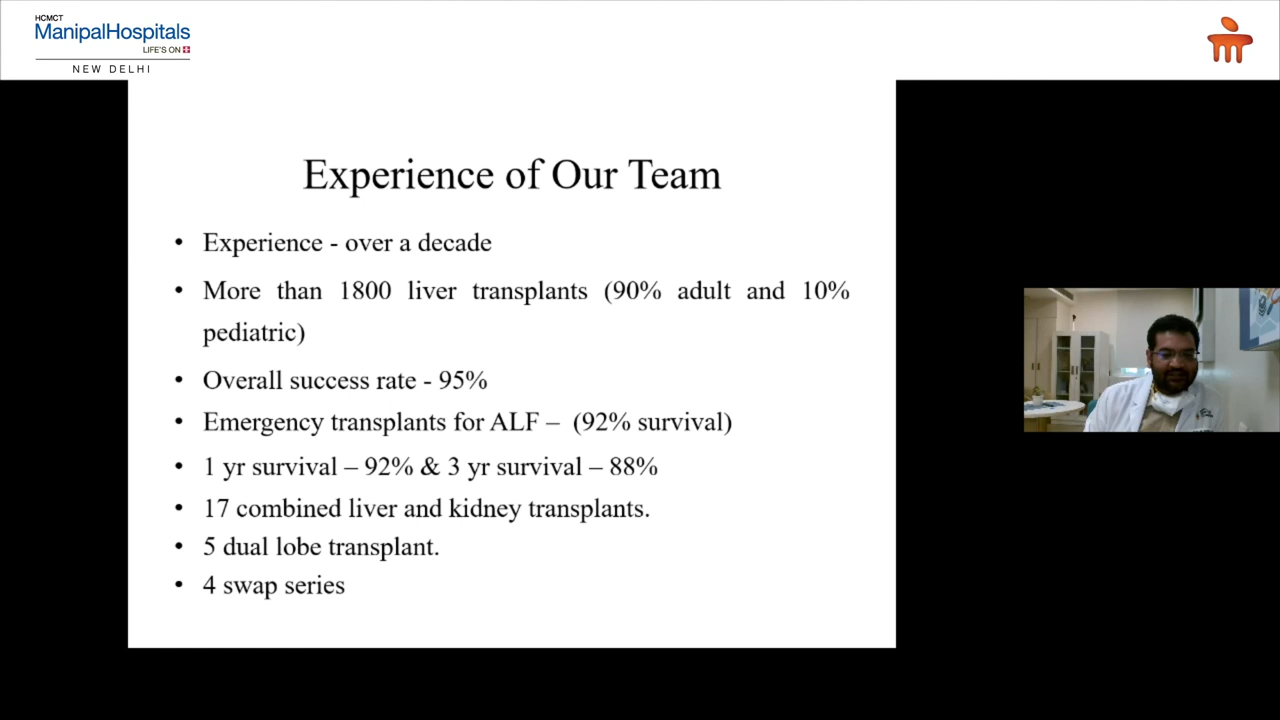 HCMCT
ManipalHospitals
LIFE'S ON
NEW DELHI
Experience of Our Team
• Experience - over a decade
• More than 1800 liver transplants (90% adult and 10%
pediatric)
• Overall success rate - 95%
• Emergency transplants for ALF – (92% survival)
• 1 yr survival – 92% & 3 yr survival – 88%
• 17 combined liver and kidney transplants.
• 5 dual lobe transplant.
• 4 swap series